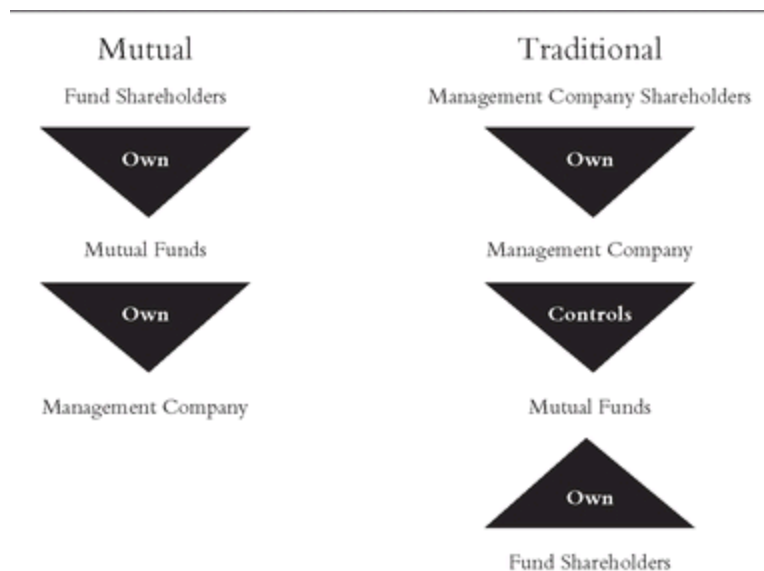 Mutual
Fund Shareholders
Own
Mutual Funds
Own
Management Company
Traditional
Management Company Shareholders
Own
Management Company
Controls
Mutual Funds
Own
Fund Shareholders